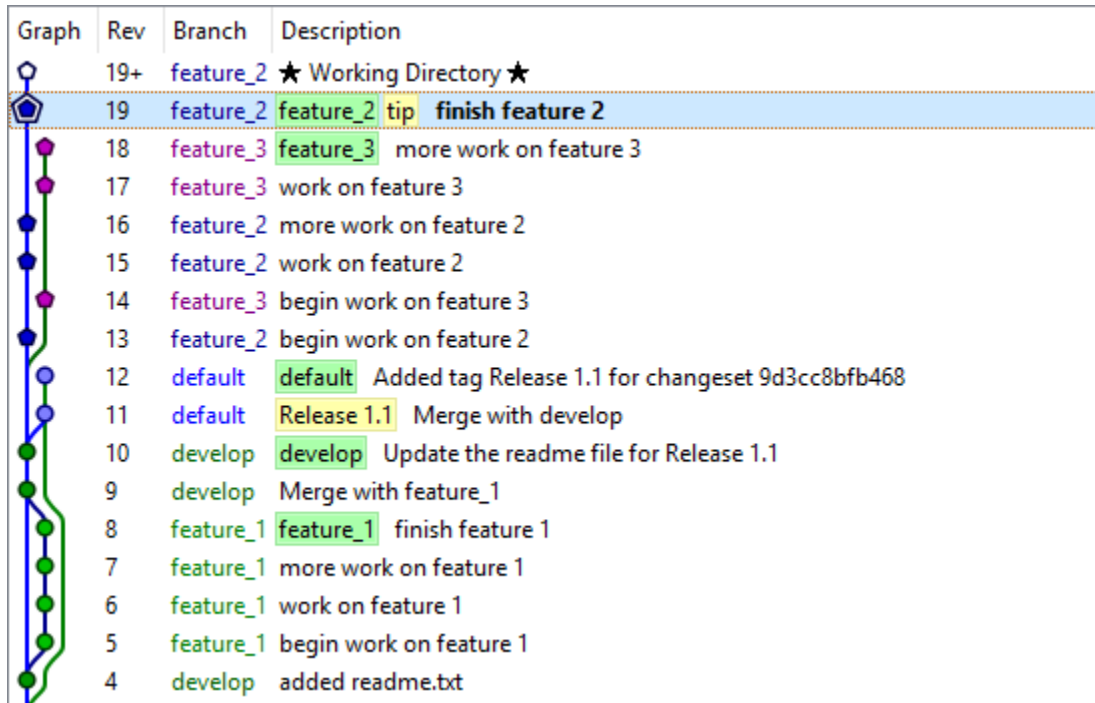 Graph Rev Branch Description
19+ feature_2 ★ Working Directory ★
19 feature_2 feature_2 tip finish feature 2
18 feature_3 feature_3 more work on feature 3
17 feature_3 work on feature 3
16 feature_2 more work on feature 2
15 feature_2 work on feature 2
14 feature_3 begin work on feature 3
13 feature_2 begin work on feature 2
12 default default Added tag Release 1.1 for changeset 9d3cc8bfb468
11 default Release 1.1 Merge with develop
10 develop develop Update the readme file for Release 1.1
9 develop Merge with feature_1
8 feature_1 feature_1 finish feature 1
7 feature_1 more work on feature 1
6 feature_1 work on feature 1
5 feature_1 begin work on feature 1
4 develop added readme.txt